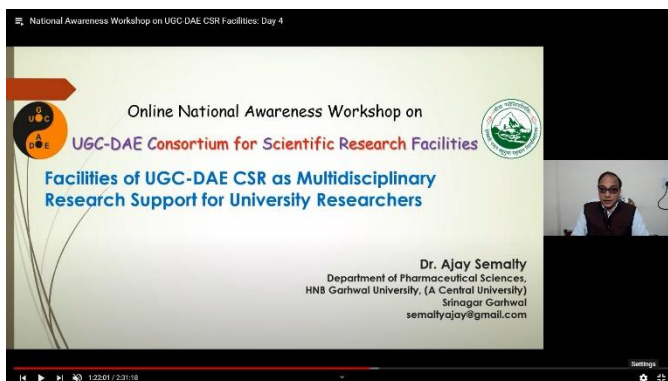 National Awareness Workshop on UGC-DAE CSR Facilities: Day 4
Online National Awareness Workshop on
UGC-DAE Consortium for Scientific Research Facilities
Facilities of UGC-DAE CSR as Multidisciplinary
Research Support for University Researchers
Dr. Ajay Semalty
Department of Pharmaceutical Sciences,
HNB Garhwal University, (A Central University)
Srinagar Garhwal
semaltyajay@gmail.com
G
U C
A
D E
Settings
1:22:01 / 2:31:18